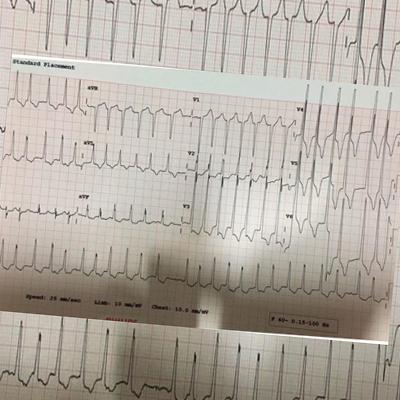 Standard Placement
aVR
V1
V4
aVL
V2
V5
aVF
V3
V6
Speed: 25 mm/sec Limb: 10 mm/mV Chest: 10.0 mm/mV
F 60~ 0.15-100 Hz